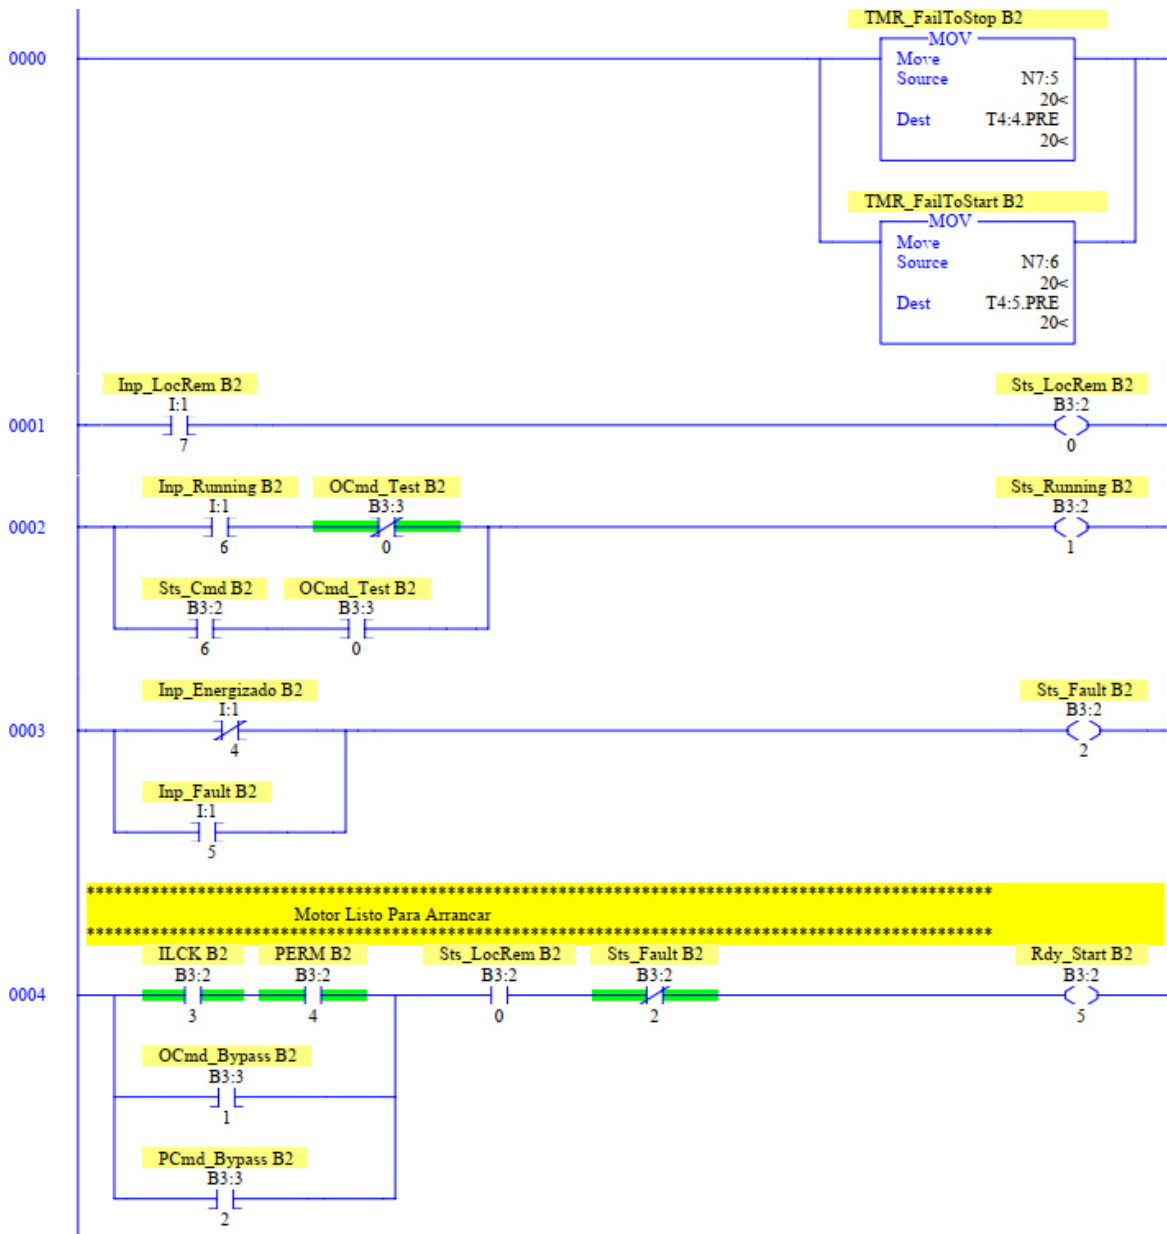 TMR_FailToStop B2
MOV
0000
Move
Source N7:5
20<
Dest T4:4.PRE
20<
TMR_FailToStart B2
MOV
Move
Source N7:6
20<
Dest T4:5.PRE
20<
Inp_LocRem B2 Sts_LocRem B2
I:1 B3:2
0001
7 0
Inp_Running B2 OCmd_Test B2 Sts_Running B2
I:1 B3:3 B3:2
0002
6 0 1
Sts_Cmd B2 OCmd_Test B2
B3:2 B3:3
6 0
Inp_Energizado B2 Sts_Fault B2
I:1 B3:2
0003
4 2
Inp_Fault B2
I:1
5
**************************************************************************************************
Motor Listo Para Arrancar
**************************************************************************************************
ILCK B2 PERM B2 Sts_LocRem B2 Sts_Fault B2 Rdy_Start B2
B3:2 B3:2 B3:2 B3:2 B3:2
0004
3 4 0 2 5
OCmd_Bypass B2
B3:3
1
PCmd_Bypass B2
B3:3
2